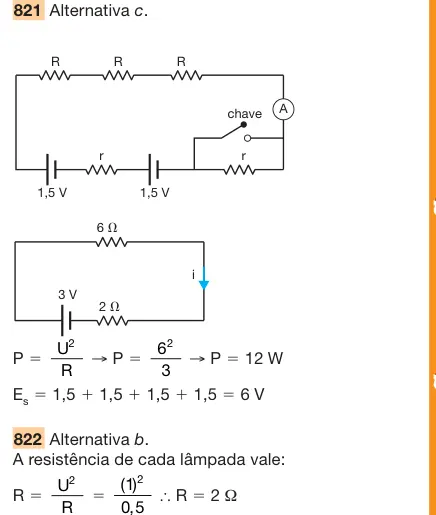 821 Alternativa c.
R R R
chave A
r r
1,5 V 1,5 V
6 Ω
i
3 V
2 Ω
P = U²/R → P = 6²/3 → P = 12 W
Eₛ = 1,5 + 1,5 + 1,5 + 1,5 = 6 V
822 Alternativa b.
A resistência de cada lâmpada vale:
R = U²/R = (1)²/0,5 ∴ R = 2 Ω